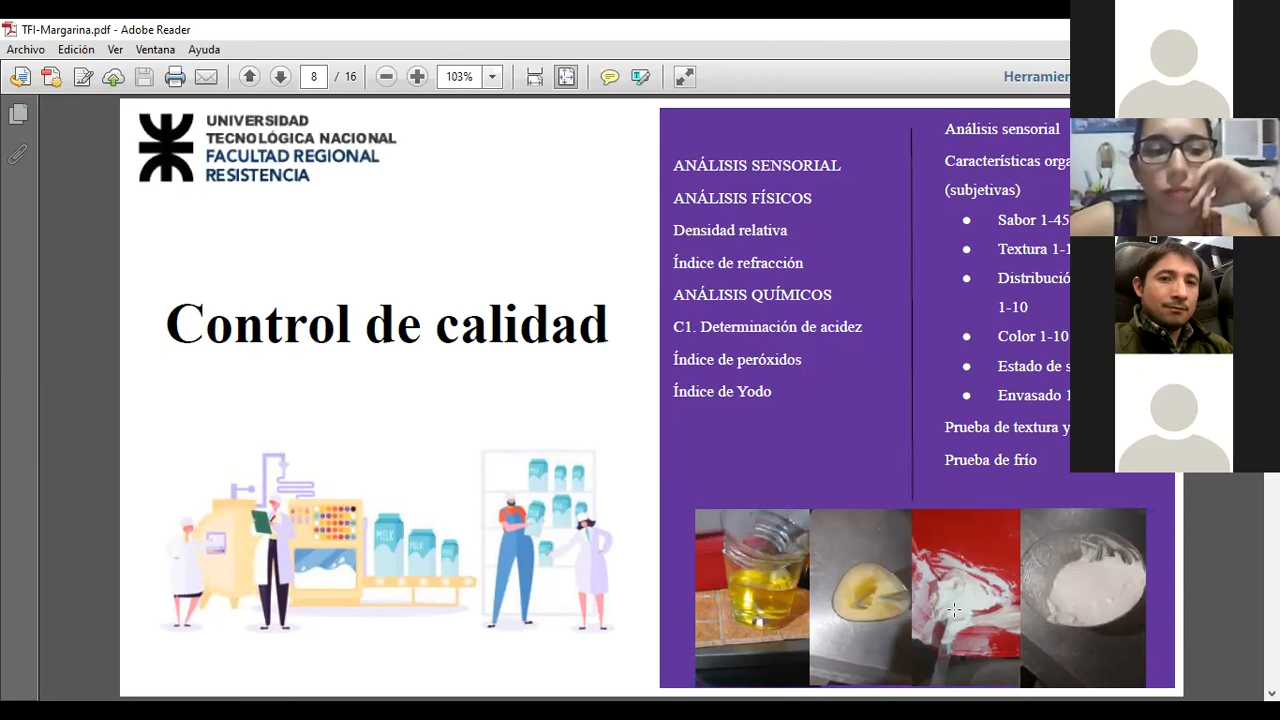 TFI-Margarina.pdf - Adobe Reader
Archivo Edición Ver Ventana Ayuda
8 / 16 103% Herramien
UNIVERSIDAD
TECNOLÓGICA NACIONAL
FACULTAD REGIONAL
RESISTENCIA
Control de calidad
MILK MILK MILK
ANÁLISIS SENSORIAL
ANÁLISIS FÍSICOS
Densidad relativa
Índice de refracción
ANÁLISIS QUÍMICOS
C1. Determinación de acidez
Índice de peróxidos
Índice de Yodo
Análisis sensorial
Características orga
(subjetivas)
● Sabor 1-45
● Textura 1-1
● Distribució
1-10
● Color 1-10
● Estado de s
● Envasado 1
Prueba de textura y
Prueba de frío